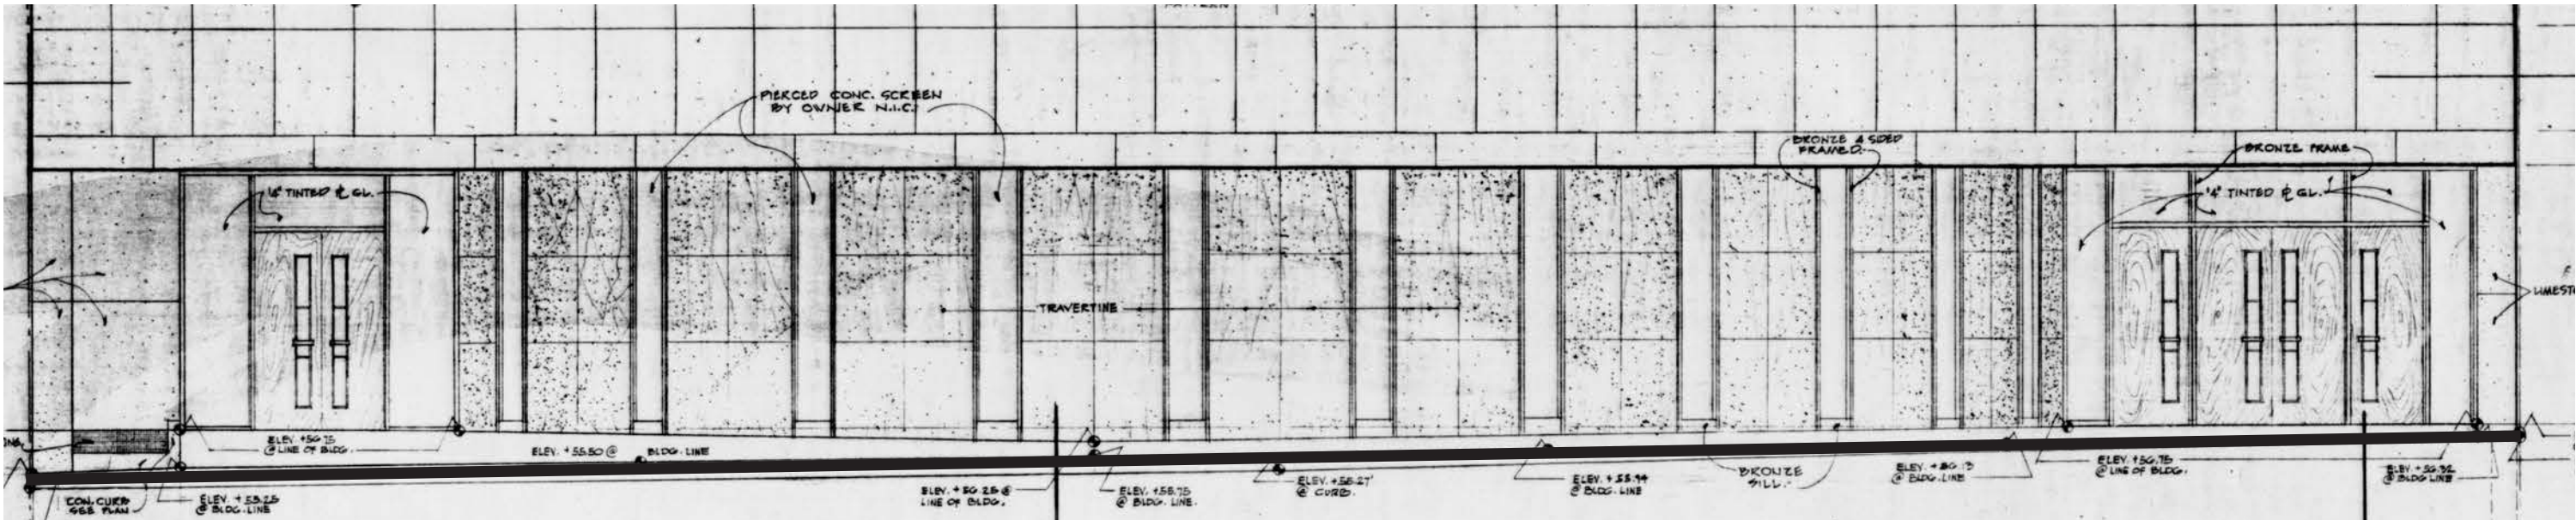 PATTERN
PIERCED CONC. SCREEN
BY OWNER N.I.C.
BRONZE 4 SIDED
FRAMED.
BRONZE FRAME
1/4" TINTED PL GL.
1/4" TINTED PL GL.
TRAVERTINE
LIMEST
ELEV. +56.75
@ LINE OF BLDG.
ELEV. +55.50 @ BLDG. LINE
CON. CURB
SEE PLAN
ELEV. +55.25
@ BLDG. LINE
ELEV. +56.25 @
LINE OF BLDG.
ELEV. +55.75
@ BLDG. LINE.
ELEV. +55.27'
@ CURB.
ELEV. +55.94
@ BLDG. LINE
BRONZE
SILL.
ELEV. +56.13
@ BLDG. LINE
ELEV. +56.75
@ LINE OF BLDG.
ELEV. +56.32
@ BLDG LINE